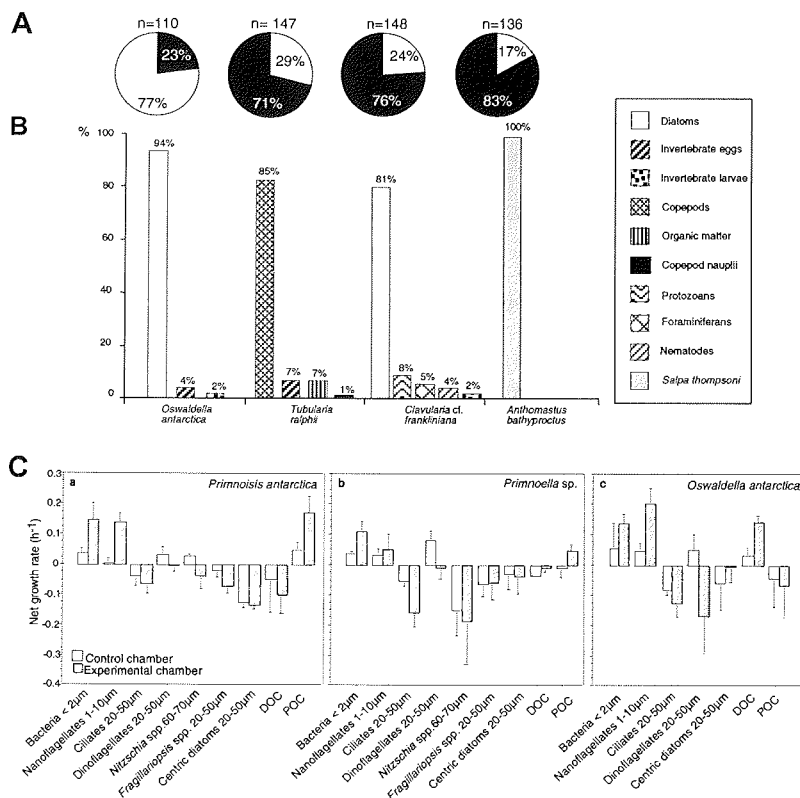 A
n=110 n= 147 n=148 n=136
23% 29% 24% 17%
77% 71% 76% 83%
B
%
100
80
60
40
20
0
94% 4% 2%
85% 7% 7% 1%
81% 8% 5% 4% 2%
100%
Oswaldella antarctica
Tubularia ralphii
Clavularia cf. frankliniana
Anthomastus bathyproctus
Diatoms
Invertebrate eggs
Invertebrate larvae
Copepods
Organic matter
Copepod nauplii
Protozoans
Foraminiferans
Nematodes
Salpa thompsoni
C
Net growth rate (h-1)
0.3
0.2
0.1
0
-0.1
-0.2
-0.3
-0.4
a Primnoisis antarctica
b Primnoella sp.
c Oswaldella antarctica
Control chamber
Experimental chamber
Bacteria < 2µm
Nanoflagellates 1-10µm
Ciliates 20-50µm
Dinoflagellates 20-50µm
Nitzschia spp 60-70µm
Fragillariopsis spp. 20-50µm
Centric diatoms 20-50µm
DOC
POC
Bacteria < 2µm
Nanoflagellates 1-10µm
Ciliates 20-50µm
Dinoflagellates 20-50µm
Nitzschia spp.60-70µm
Fragillariopsis spp. 20-50µm
Centric diatoms 20-50µm
DOC
POC
Bacteria < 2µm
Nanoflagellates 1-10µm
Ciliates 20-50µm
Dinoflagellates 20-50µm
Centric diatoms 20-50µm
DOC
POC